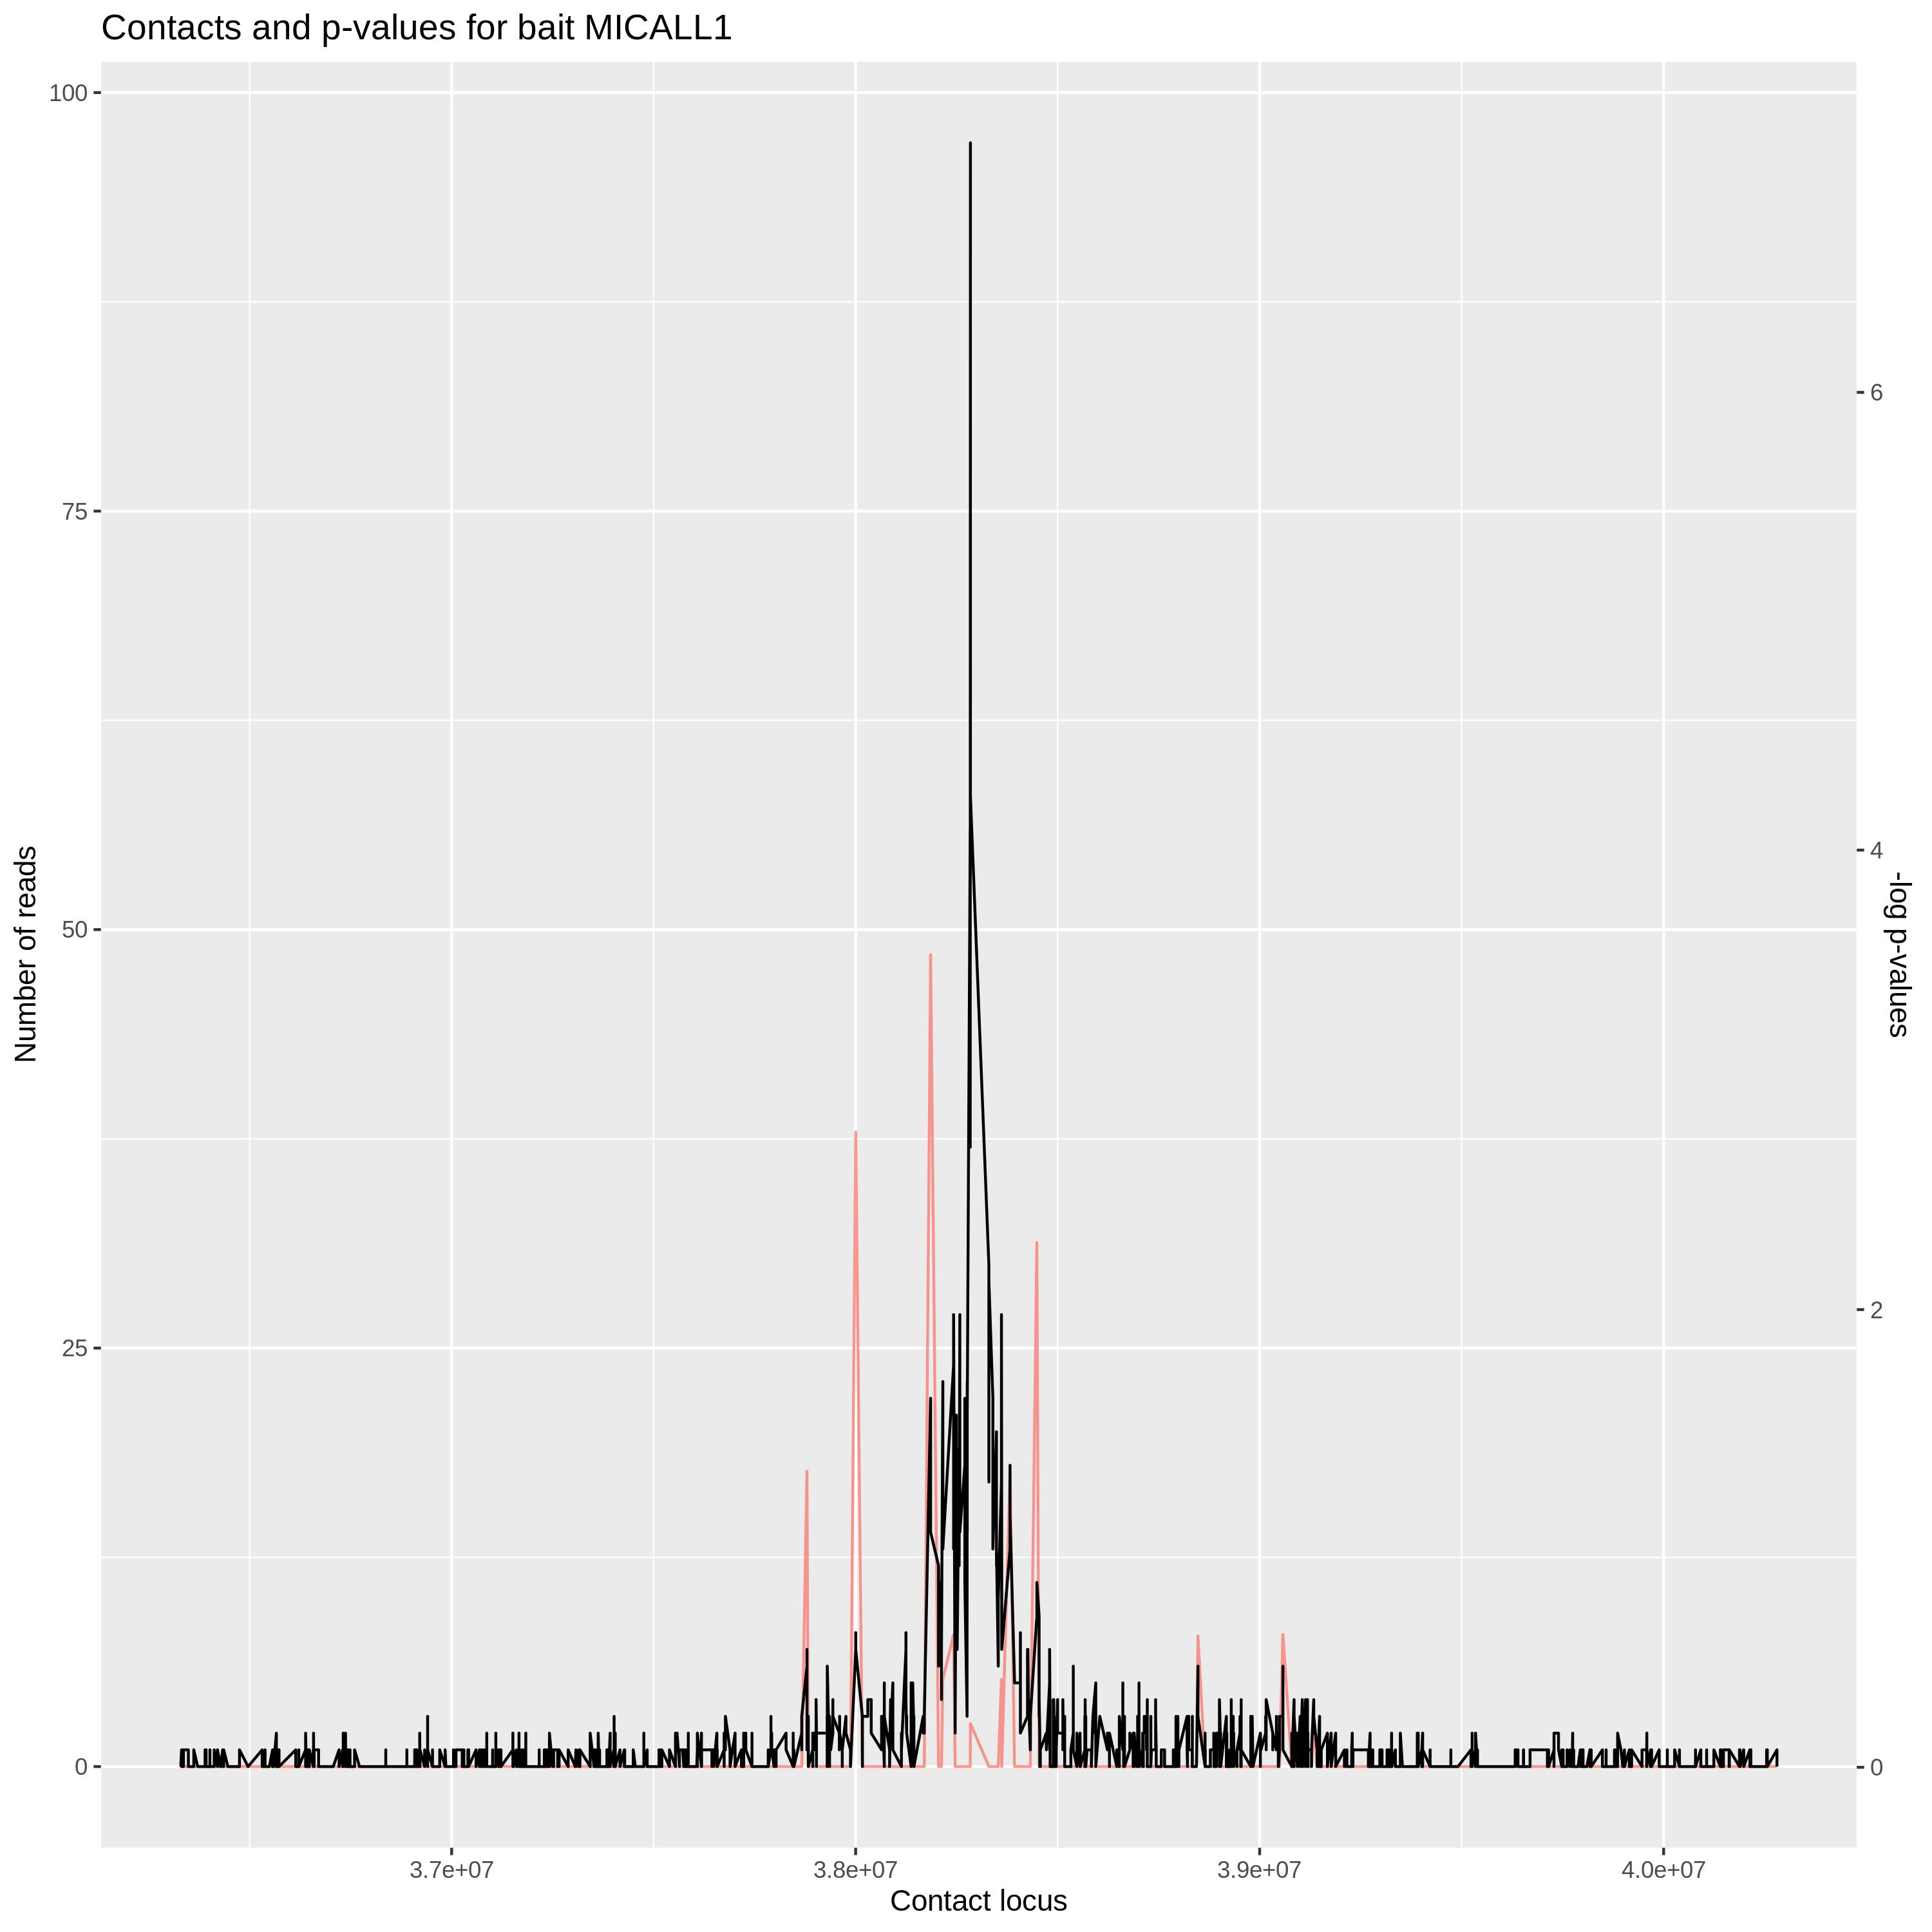 Contacts and p-values for bait MICALL1
100
75
50
25
0
Number of reads
6
4
2
0
-log p-values
3.7e+07
3.8e+07
3.9e+07
4.0e+07
Contact locus